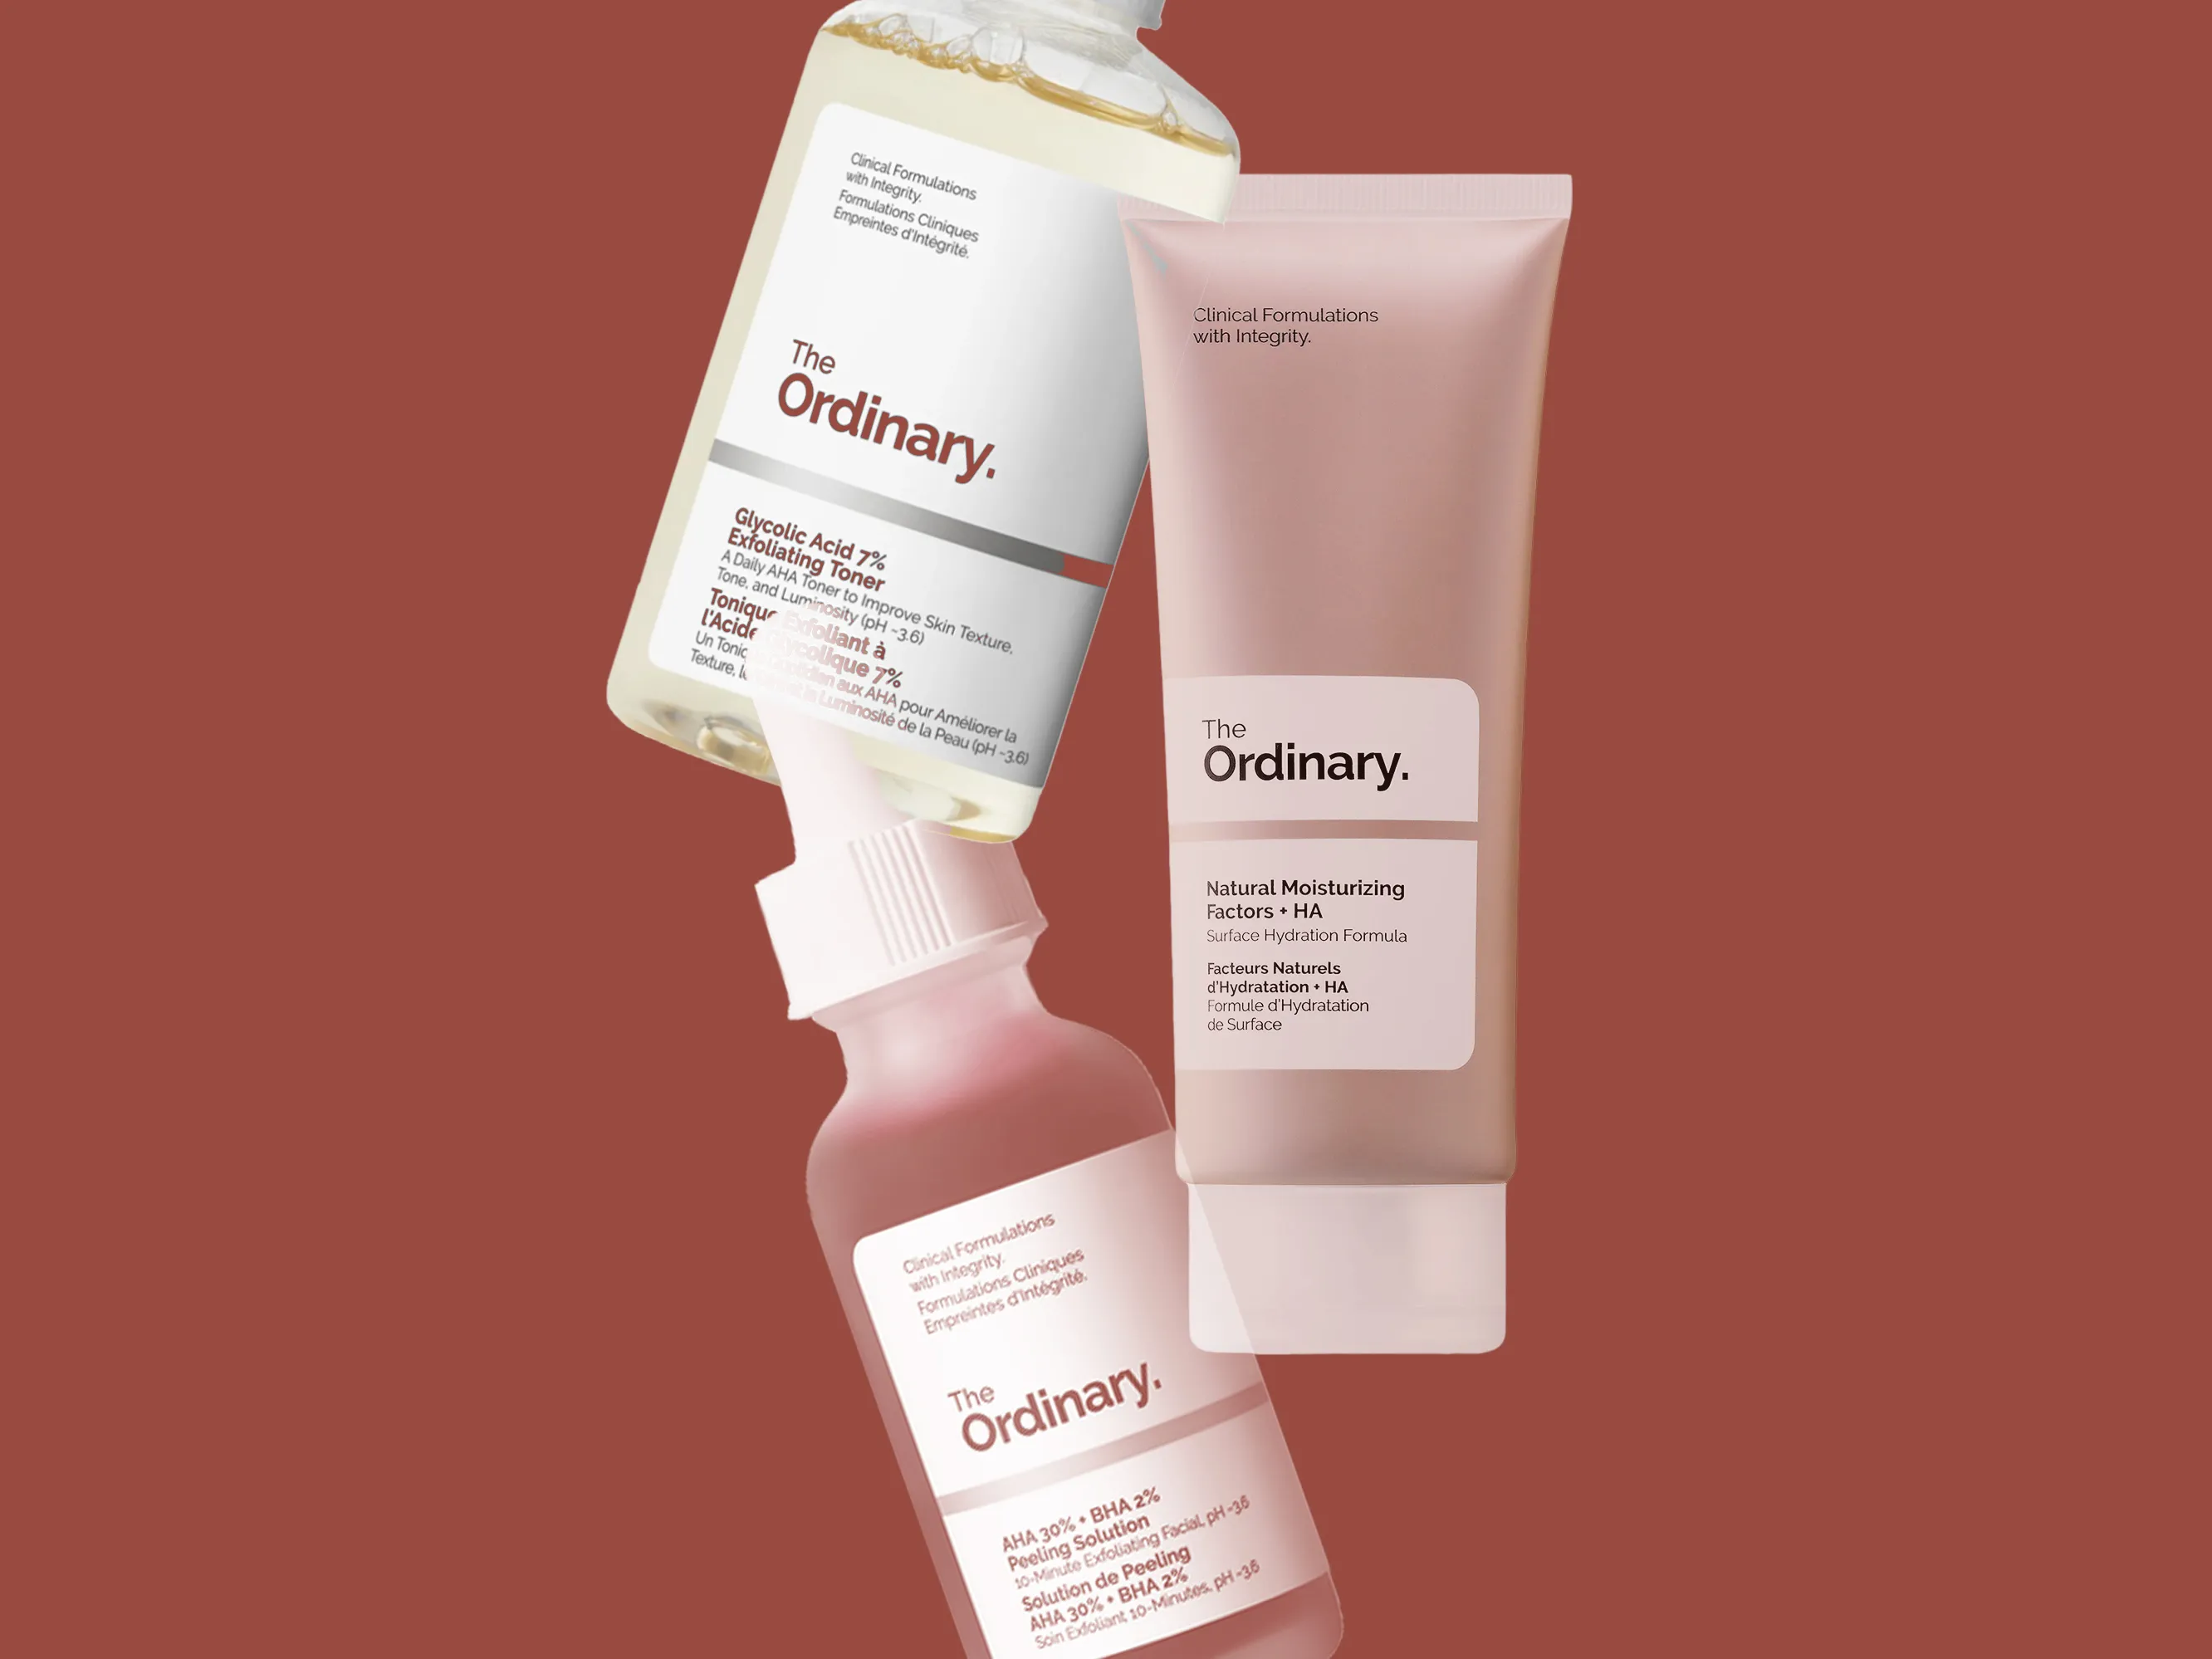 Clinical Formulations
with Integrity.
Formulations Cliniques
Empreintes d'Intégrité.
The
Ordinary.
Glycolic Acid 7%
Exfoliating Toner
A Daily AHA Toner to Improve Skin Texture,
Tone, and Luminosity (pH ~3.6)
Tonique Exfoliant à
l'Acide Glycolique 7%
Un Tonique Quotidien aux AHA pour Améliorer la
Texture, le et la Luminosité de la Peau (pH ~3.6)
Clinical Formulations
with Integrity.
The
Ordinary.
Natural Moisturizing
Factors + HA
Surface Hydration Formula
Facteurs Naturels
d'Hydratation + HA
Formule d'Hydratation
de Surface
Clinical Formulations
with Integrity.
Formulations Cliniques
Empreintes d'Intégrité.
The
Ordinary.
AHA 30% + BHA 2%
Peeling Solution
10-Minute Exfoliating Facial, pH ~3.6
Solution de Peeling
AHA 30% + BHA 2%
Soin Exfoliant 10-Minutes, pH ~3.6